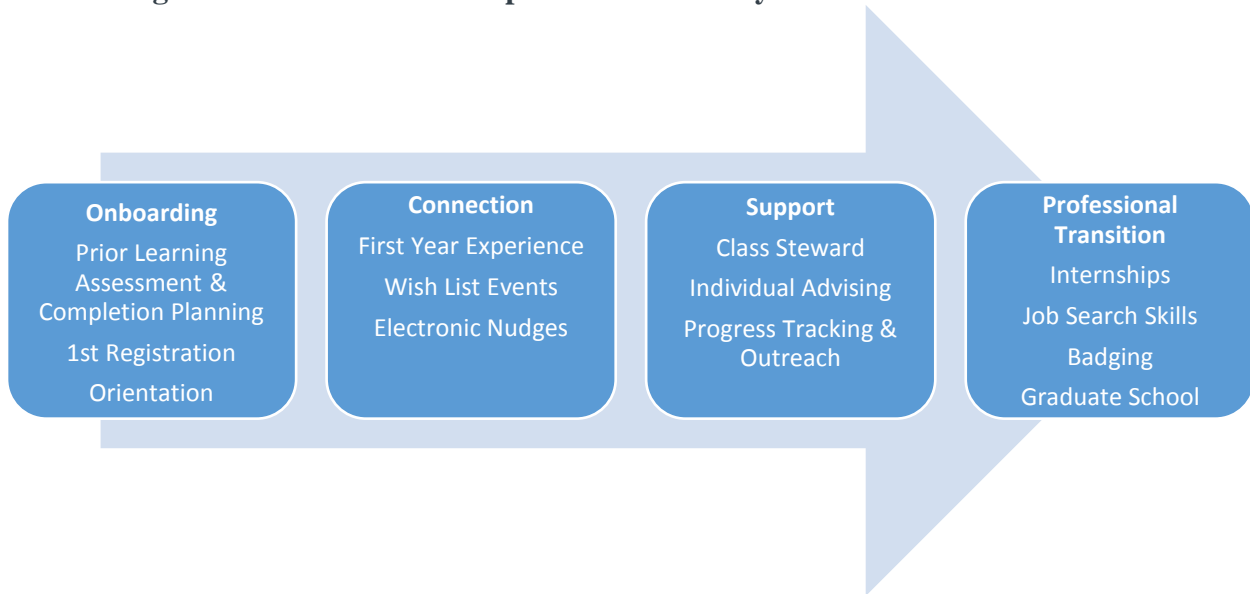 Onboarding
Prior Learning
Assessment &
Completion Planning
1st Registration
Orientation
Connection
First Year Experience
Wish List Events
Electronic Nudges
Support
Class Steward
Individual Advising
Progress Tracking &
Outreach
Professional
Transition
Internships
Job Search Skills
Badging
Graduate School